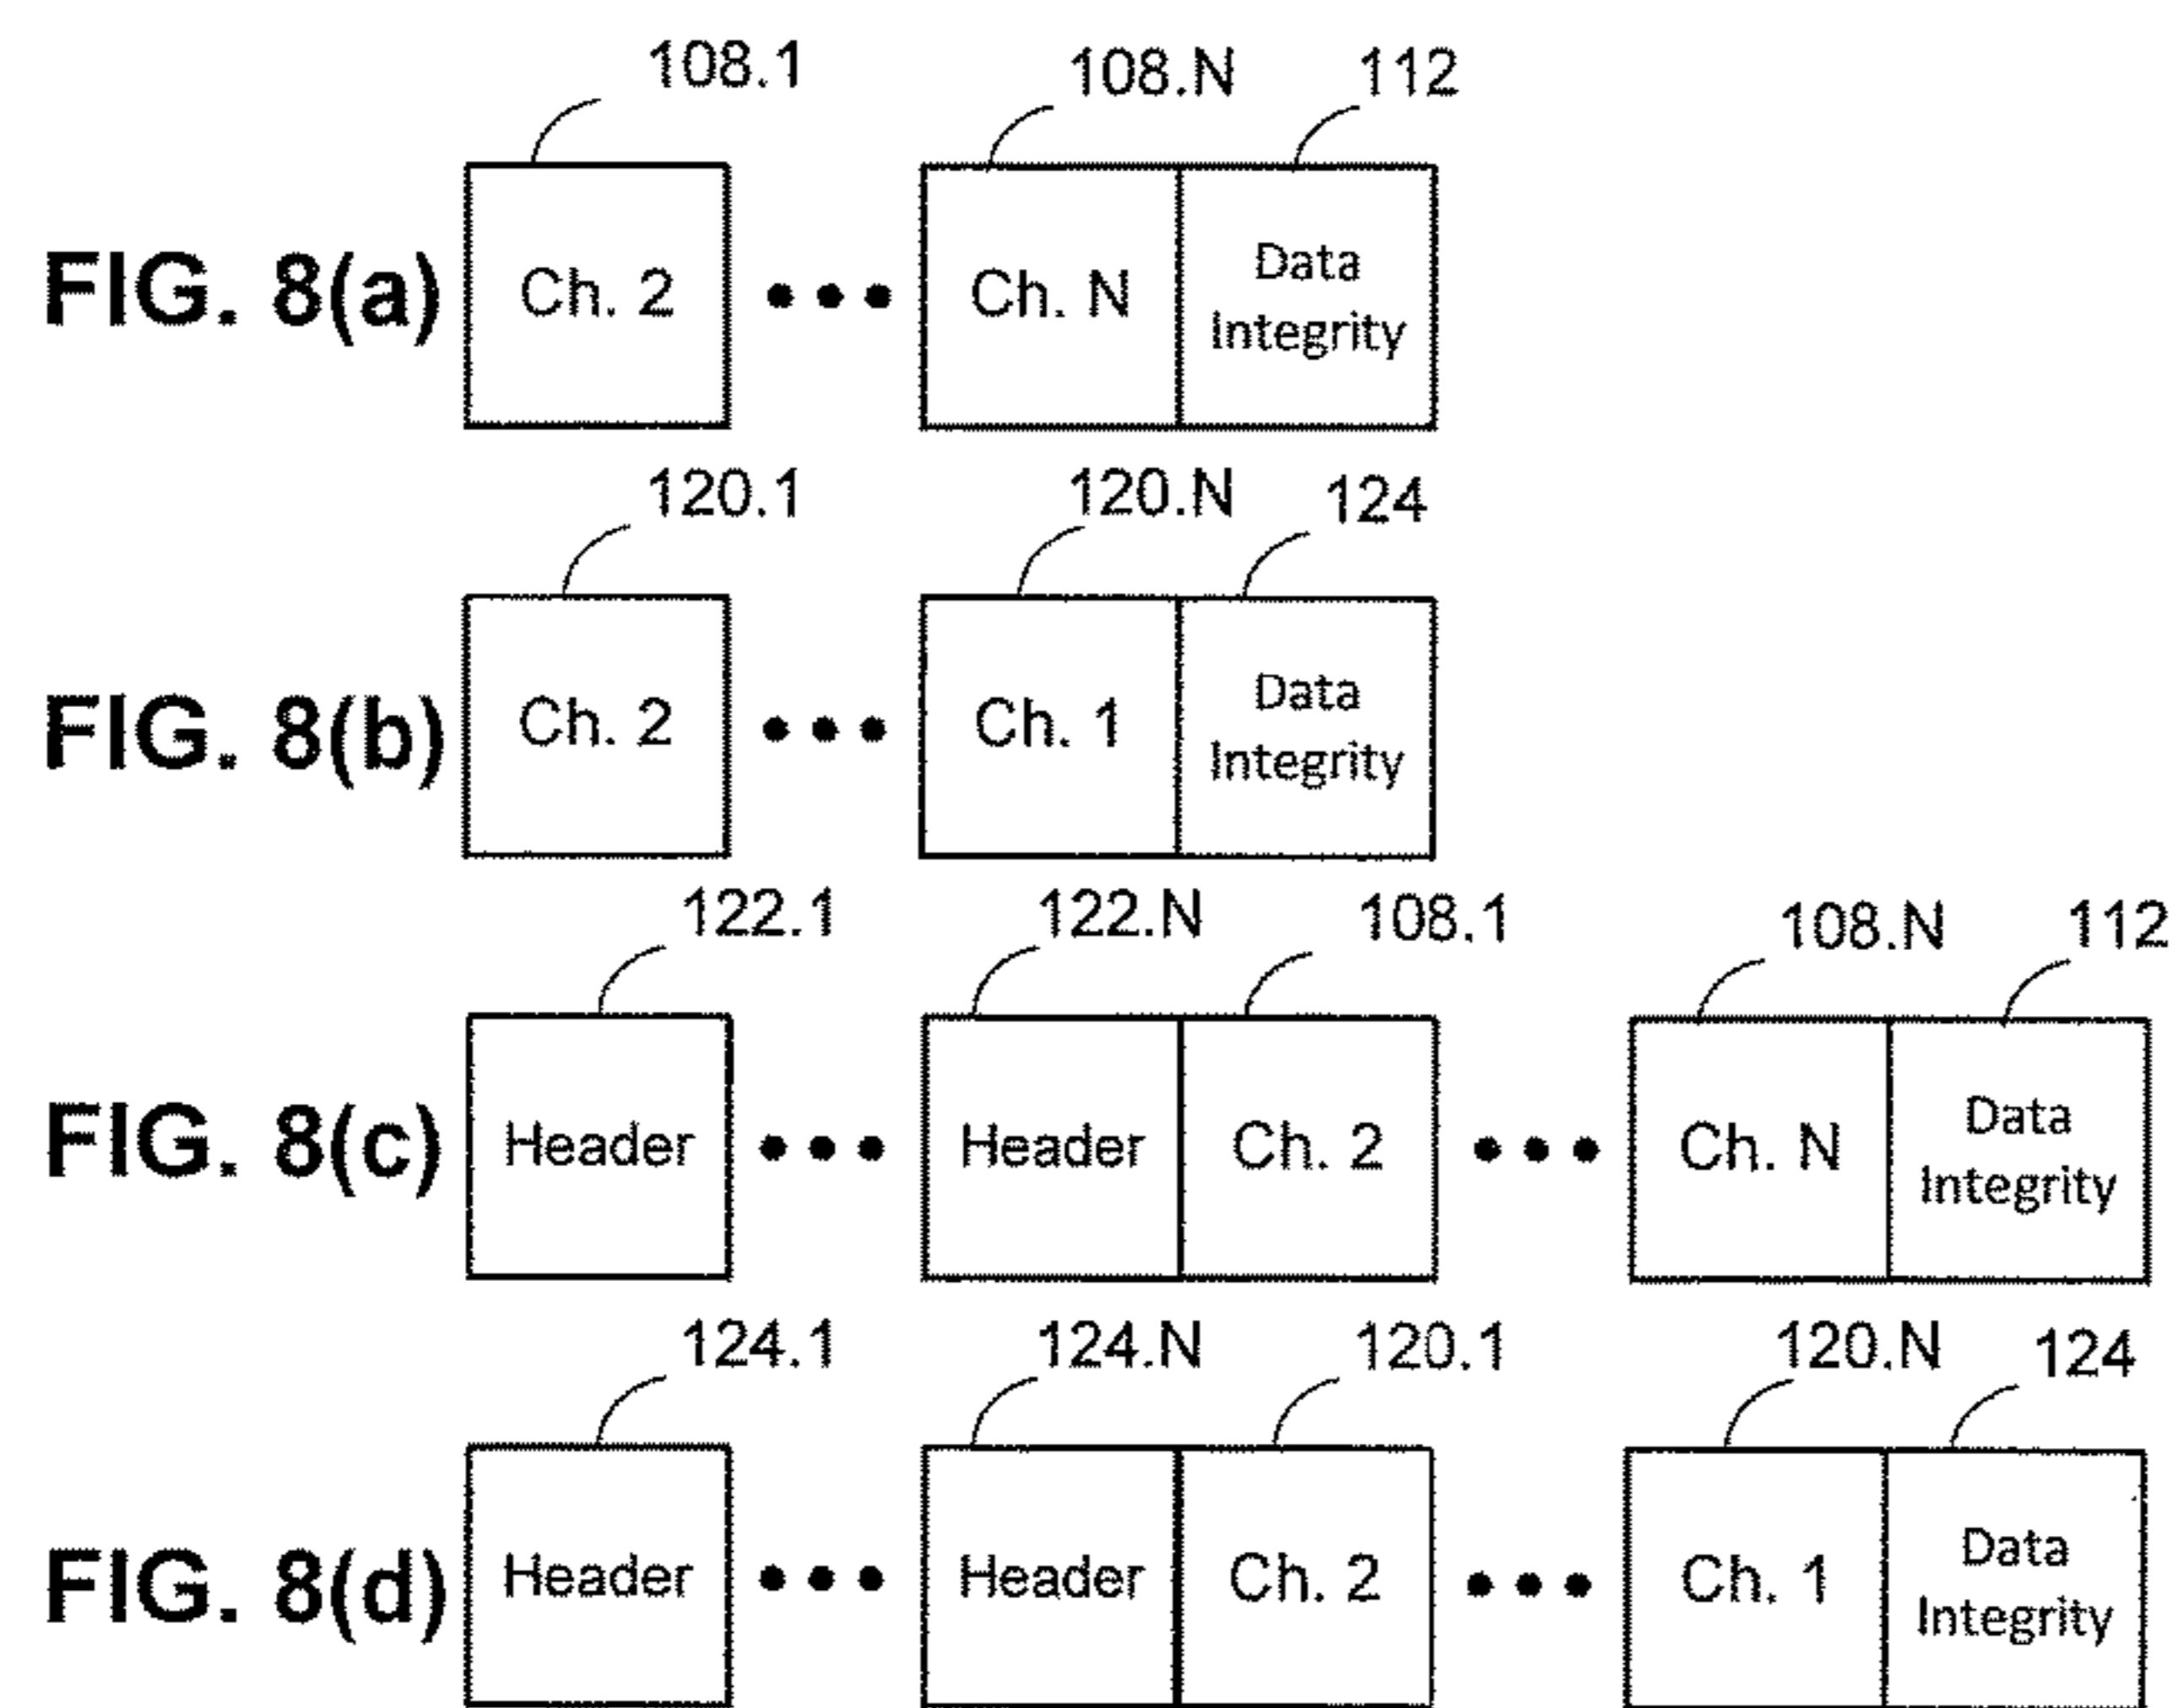 108.1 108.N 112
FIG. 8(a) Ch. 2 ••• Ch. N Data Integrity
120.1 120.N 124
FIG. 8(b) Ch. 2 ••• Ch. 1 Data Integrity
122.1 122.N 108.1 108.N 112
FIG. 8(c) Header ••• Header Ch. 2 ••• Ch. N Data Integrity
124.1 124.N 120.1 120.N 124
FIG. 8(d) Header ••• Header Ch. 2 ••• Ch. 1 Data Integrity